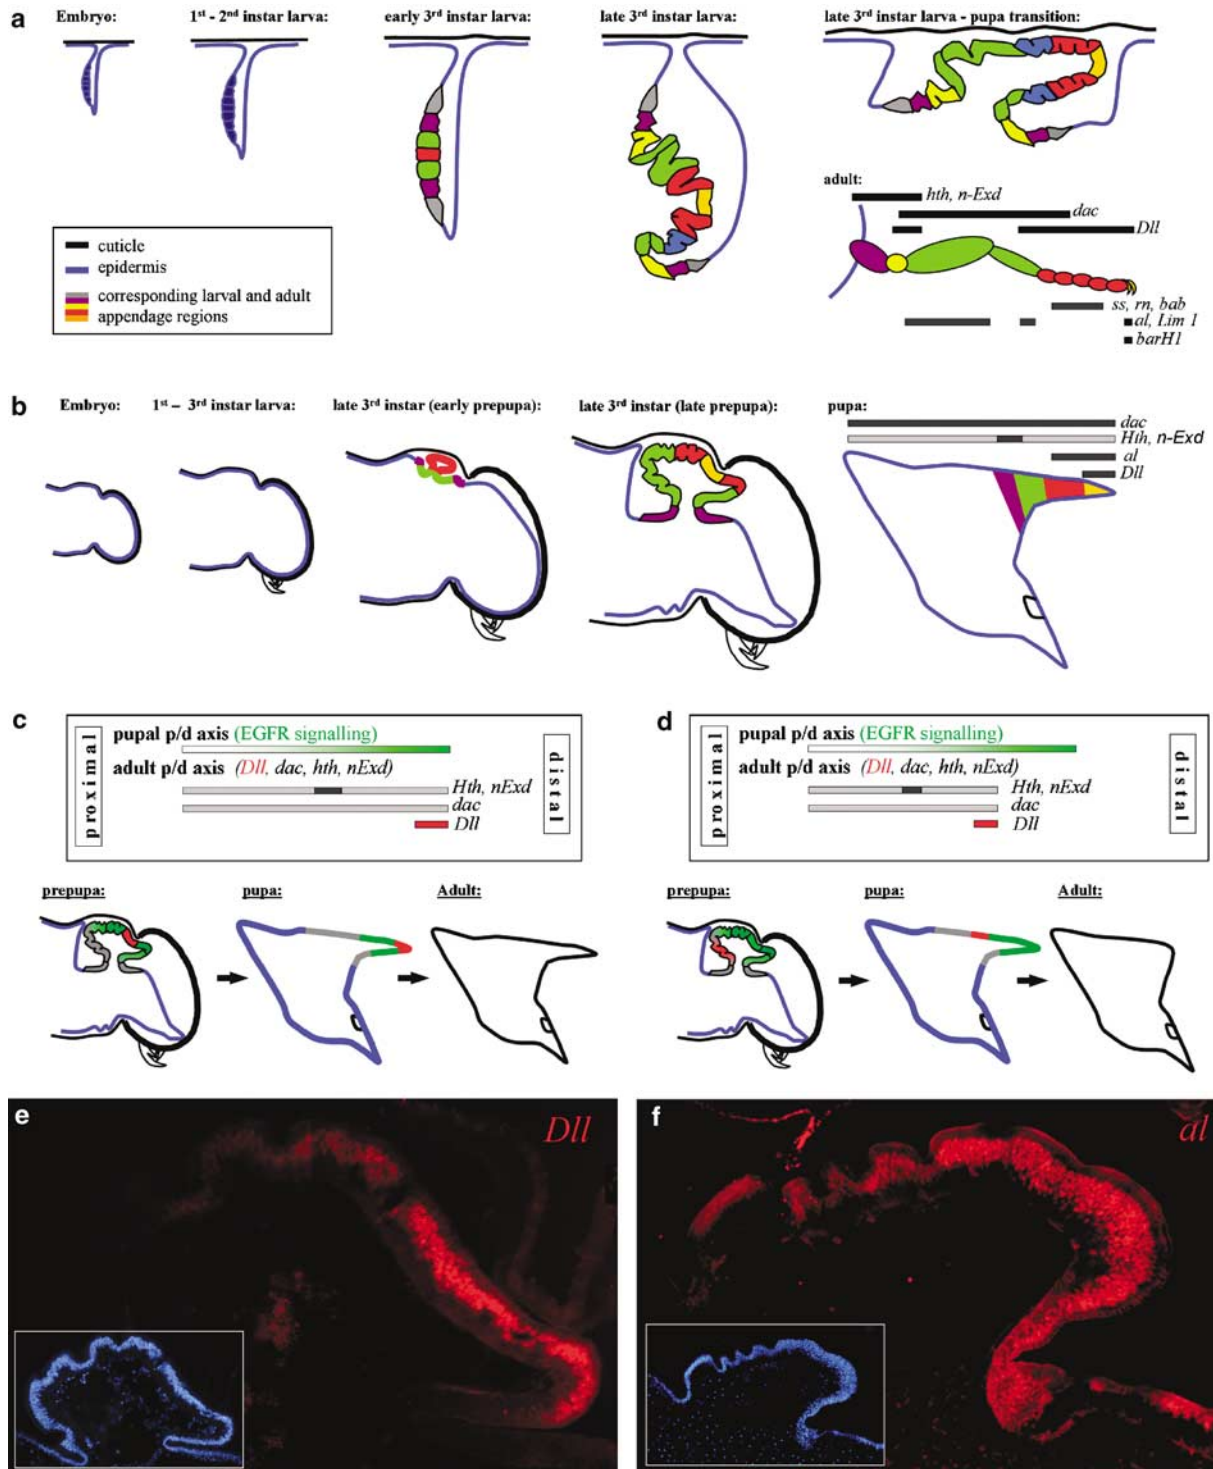 a
Embryo:
1st - 2nd instar larva:
early 3rd instar larva:
late 3rd instar larva:
late 3rd instar larva - pupa transition:
adult:
hth, n-Exd
dac
Dll
ss, rn, bab
al, Lim 1
barH1
cuticle
epidermis
corresponding larval and adult
appendage regions
b
Embryo:
1st – 3rd instar larva:
late 3rd instar (early prepupa):
late 3rd instar (late prepupa):
pupa:
dac
Hth, n-Exd
al
Dll
c
proximal
pupal p/d axis (EGFR signalling)
adult p/d axis (Dll, dac, hth, nExd)
Hth, nExd
dac
Dll
distal
prepupa:
pupa:
Adult:
d
proximal
pupal p/d axis (EGFR signalling)
adult p/d axis (Dll, dac, hth, nExd)
Hth, nExd
dac
Dll
distal
prepupa:
pupa:
Adult:
e
Dll
f
al